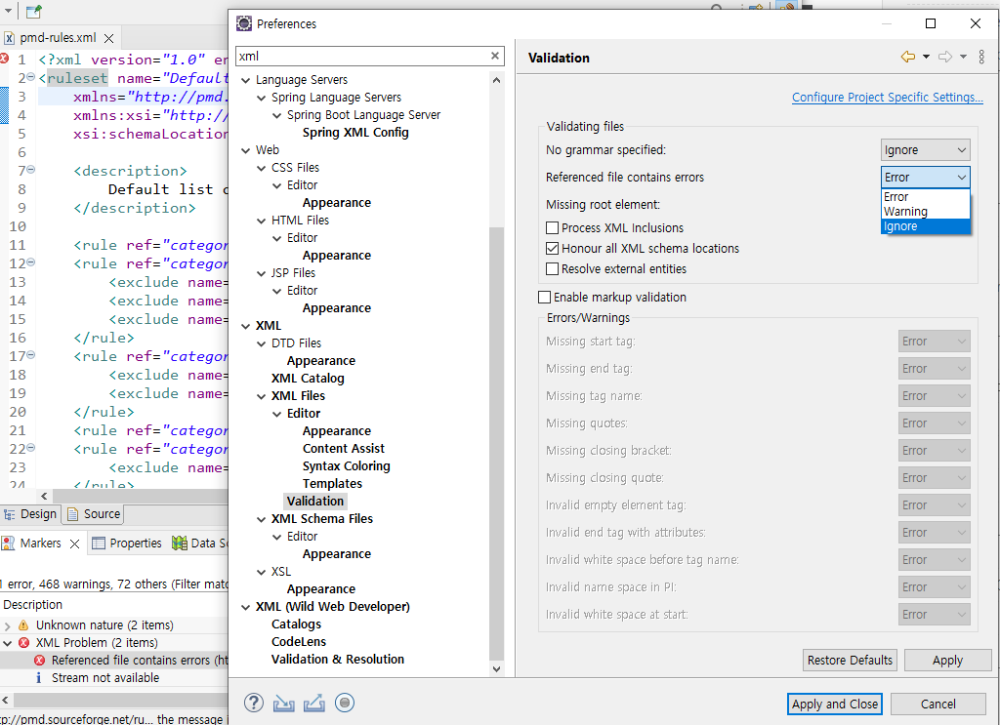 Preferences
pmd-rules.xml
xml
Validation
Configure Project Specific Settings...
1 <?xml version="1.0" en
2 <ruleset name="Default
3 xmlns="http://pmd.
4 xmlns:xsi="http://
5 xsi:schemaLocation
6
7 <description>
8 Default list o
9 </description>
10
11 <rule ref="categor
12 <rule ref="categor
13 <exclude name=
14 <exclude name=
15 <exclude name=
16 </rule>
17 <rule ref="categor
18 <exclude name=
19 <exclude name=
20 </rule>
21 <rule ref="categor
22 <rule ref="categor
23 <exclude name=
24 </rule>
Design Source
Markers Properties Data So
1 error, 468 warnings, 72 others (Filter matc
Description
Unknown nature (2 items)
XML Problem (2 items)
Referenced file contains errors (ht
Stream not available
tp://pmd.sourceforge.net/ru... the message i
Language Servers
Spring Language Servers
Spring Boot Language Server
Spring XML Config
Web
CSS Files
Editor
Appearance
HTML Files
Editor
Appearance
JSP Files
Editor
Appearance
XML
DTD Files
Appearance
XML Catalog
XML Files
Editor
Appearance
Content Assist
Syntax Coloring
Templates
Validation
XML Schema Files
Editor
Appearance
XSL
Appearance
XML (Wild Web Developer)
Catalogs
CodeLens
Validation & Resolution
Validating files
No grammar specified: Ignore
Referenced file contains errors Error
Error
Warning
Ignore
Missing root element:
Process XML Inclusions
Honour all XML schema locations
Resolve external entities
Enable markup validation
Errors/Warnings
Missing start tag: Error
Missing end tag: Error
Missing tag name: Error
Missing quotes: Error
Missing closing bracket: Error
Missing closing quote: Error
Invalid empty element tag: Error
Invalid end tag with attributes: Error
Invalid white space before tag name: Error
Invalid name space in PI: Error
Invalid white space at start: Error
Restore Defaults Apply
Apply and Close Cancel